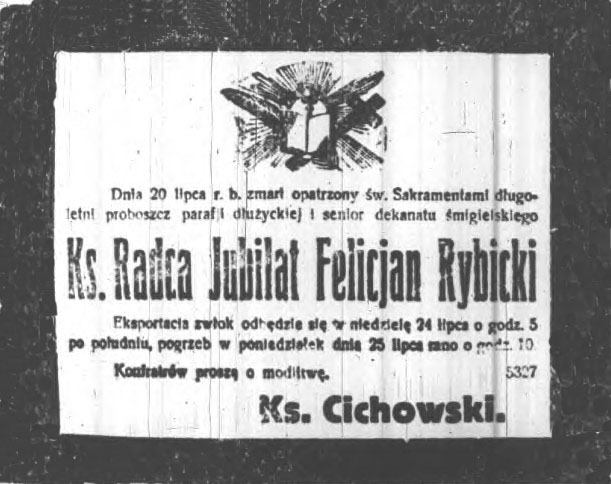 Dnia 20 lipca r. b. zmarł opatrzony św. Sakramentami długo-
letni proboszcz parafji dłużyckiej i senior dekanatu śmigielskiego
Ks. Radca Jubilat Felicjan Rybicki
Eksportacja zwłok odbędzie się w niedzielę 24 lipca o godz. 5
po południu, pogrzeb w poniedziałek dnia 25 lipca rano o godz. 10.
Konfratrów proszę o modlitwę. 5327
Ks. Cichowski.